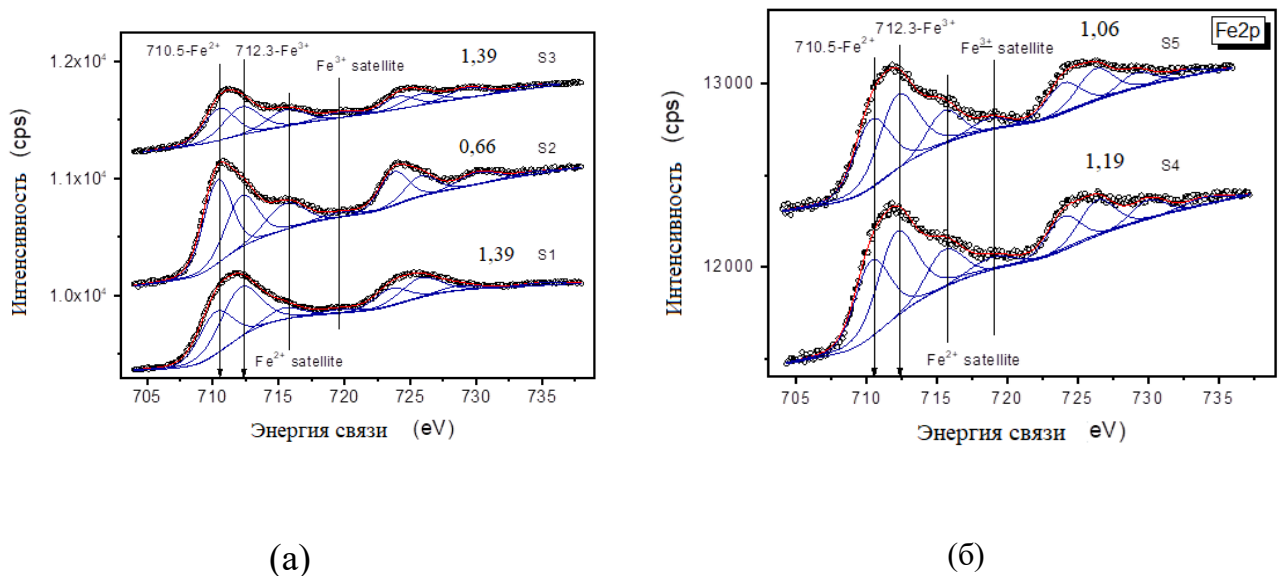 710.5-Fe²⁺ 712.3-Fe³⁺
Fe³⁺ satellite
1,39 S3
0,66 S2
1,39 S1
Fe²⁺ satellite
1.2x10⁴
1.1x10⁴
1.0x10⁴
Интенсивность (cps)
705 710 715 720 725 730 735
Энергия связи (eV)
(а)
Fe2p
712.3-Fe³⁺
710.5-Fe²⁺
Fe³⁺ satellite
1,06 S5
1,19 S4
Fe²⁺ satellite
13000
12000
Интенсивность (cps)
705 710 715 720 725 730 735
Энергия связи eV)
(б)